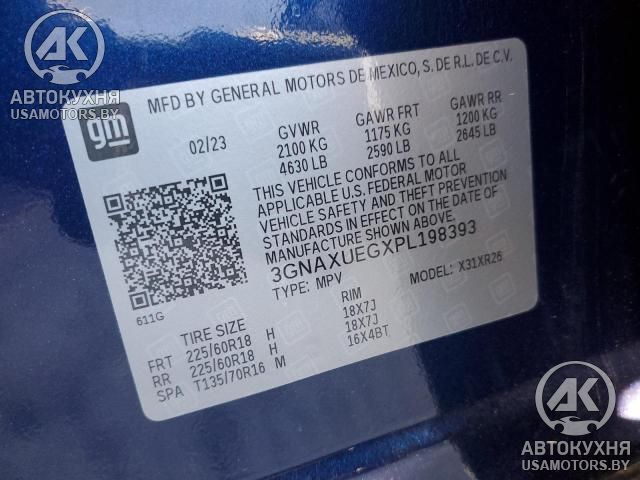 АК
АВТОКУХНЯ
USAMOTORS.BY
gm
MFD BY GENERAL MOTORS DE MEXICO, S. DE R.L. DE C.V.
02/23 GVWR GAWR FRT GAWR RR
2100 KG 1175 KG 1200 KG
4630 LB 2590 LB 2645 LB
THIS VEHICLE CONFORMS TO ALL
APPLICABLE U.S. FEDERAL MOTOR
VEHICLE SAFETY AND THEFT PREVENTION
STANDARDS IN EFFECT ON THE DATE OF
MANUFACTURE SHOWN ABOVE.
3GNAXUEGXPL198393
TYPE: MPV MODEL: X31XR26
611G
TIRE SIZE RIM
FRT 225/60R18 H 18X7J
RR 225/60R18 H 18X7J
SPA T135/70R16 M 16X4BT
АК
АВТОКУХНЯ
USAMOTORS.BY